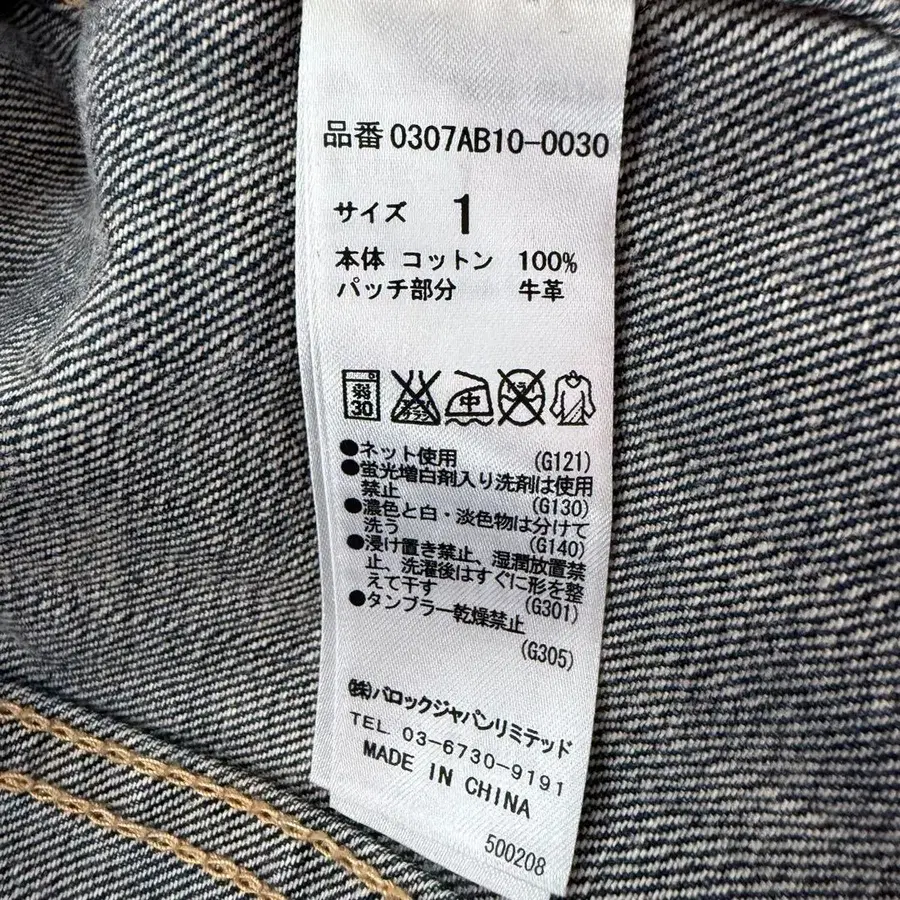 品番 0307AB10-0030
サイズ 1
本体 コットン 100%
パッチ部分 牛革
弱
30
中
●ネット使用 (G121)
●蛍光増白剤入り洗剤は使用
禁止 (G130)
●濃色と白・淡色物は分けて
洗う (G140)
●浸け置き禁止、湿潤放置禁
止、洗濯後はすぐに形を整
えて干す (G301)
●タンブラー乾燥禁止
(G305)
㈱バロックジャパンリミテッド
TEL 03-6730-9191
MADE IN CHINA
500208